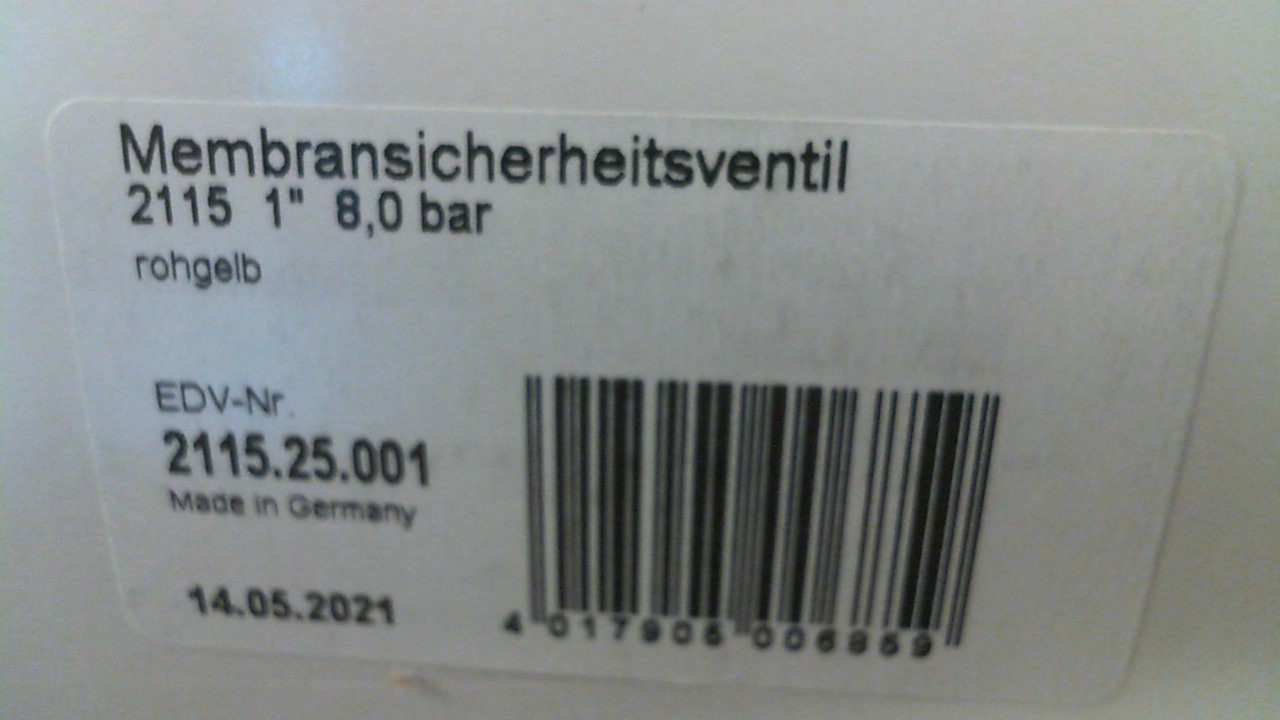 Membransicherheitsventil
2115 1" 8,0 bar
rohgelb
EDV-Nr.
2115.25.001
Made in Germany
14.05.2021
4 017905 006859